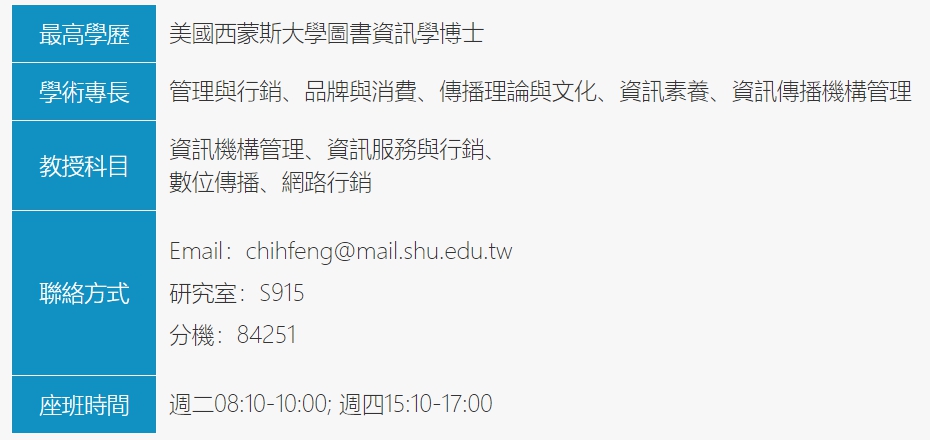 最高學歷
美國西蒙斯大學圖書資訊學博士
學術專長
管理與行銷、品牌與消費、傳播理論與文化、資訊素養、資訊傳播機構管理
教授科目
資訊機構管理、資訊服務與行銷、
數位傳播、網路行銷
聯絡方式
Email：chihfeng@mail.shu.edu.tw
研究室：S915
分機：84251
座班時間
週二08:10-10:00; 週四15:10-17:00